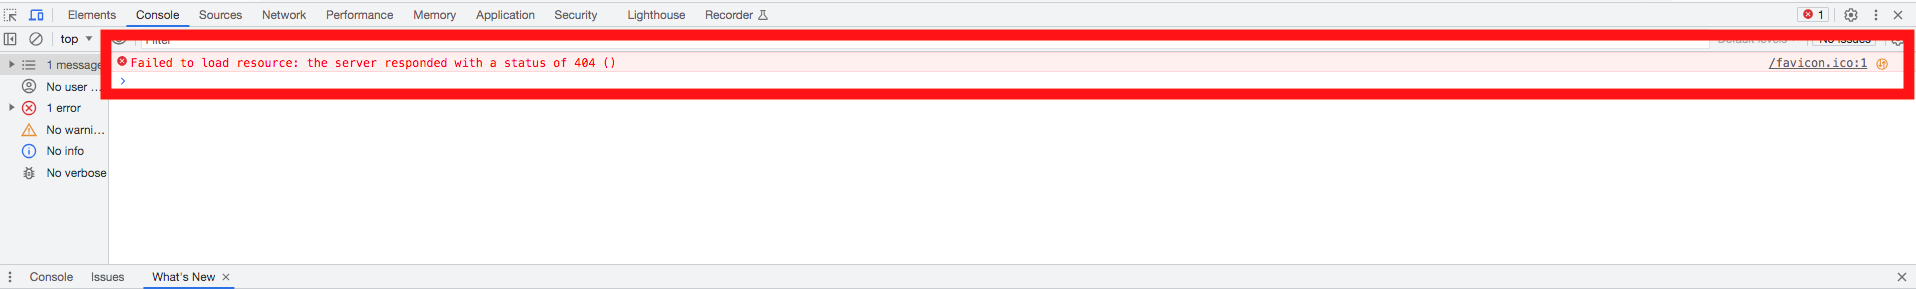 Elements Console Sources Network Performance Memory Application Security Lighthouse Recorder 1
top Filter Default levels No Issues
1 message
Failed to load resource: the server responded with a status of 404 () /favicon.ico:1
No user ...
1 error
No warni...
No info
No verbose
Console Issues What's New